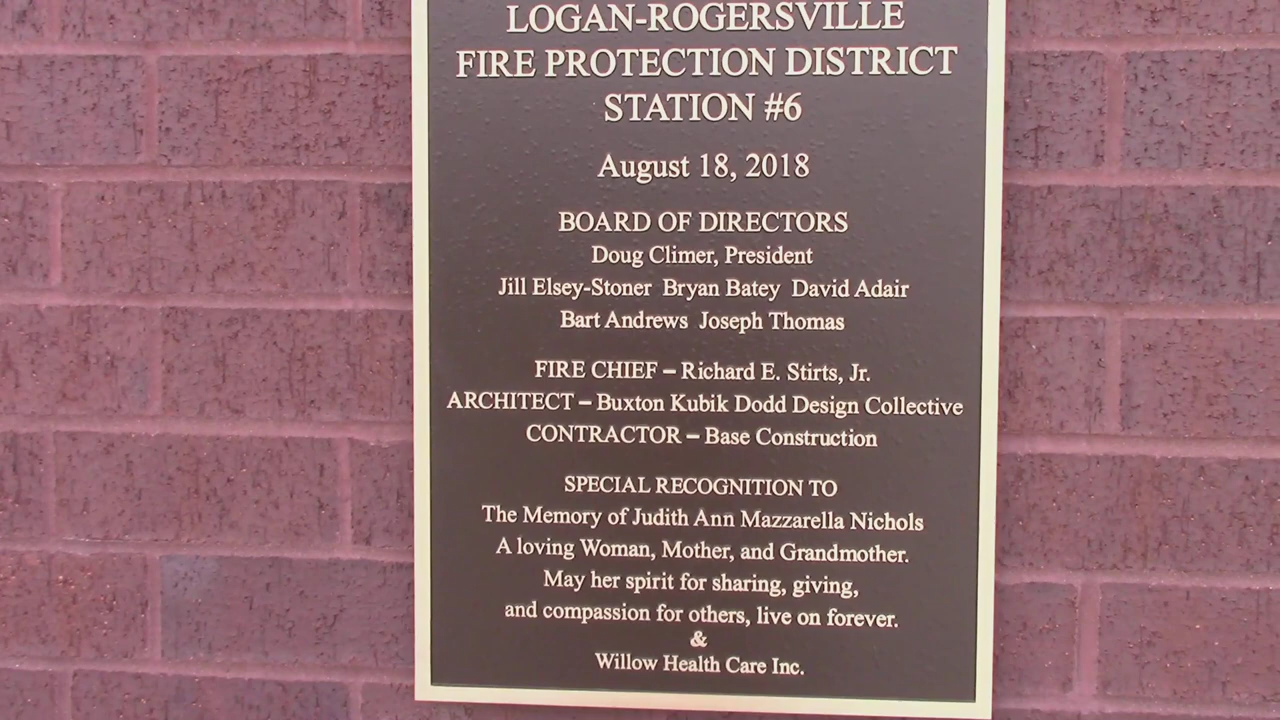 LOGAN-ROGERSVILLE
FIRE PROTECTION DISTRICT
STATION #6
August 18, 2018
BOARD OF DIRECTORS
Doug Climer, President
Jill Elsey-Stoner Bryan Batey David Adair
Bart Andrews Joseph Thomas
FIRE CHIEF – Richard E. Stirts, Jr.
ARCHITECT – Buxton Kubik Dodd Design Collective
CONTRACTOR – Base Construction
SPECIAL RECOGNITION TO
The Memory of Judith Ann Mazzarella Nichols
A loving Woman, Mother, and Grandmother.
May her spirit for sharing, giving,
and compassion for others, live on forever.
&
Willow Health Care Inc.